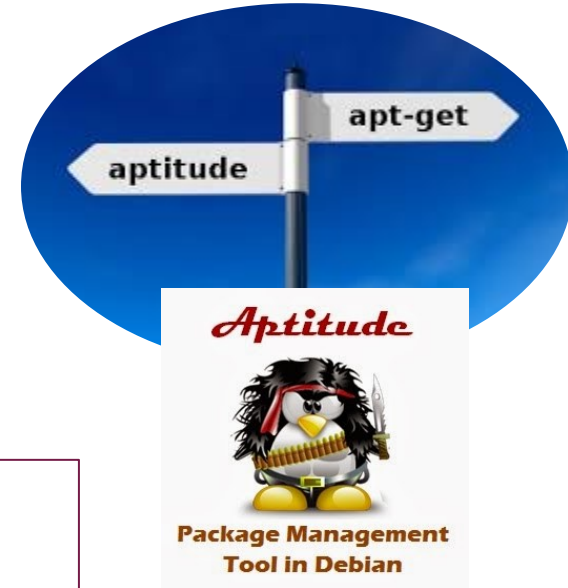 apt-get
aptitude
Aptitude
Package Management
Tool in Debian